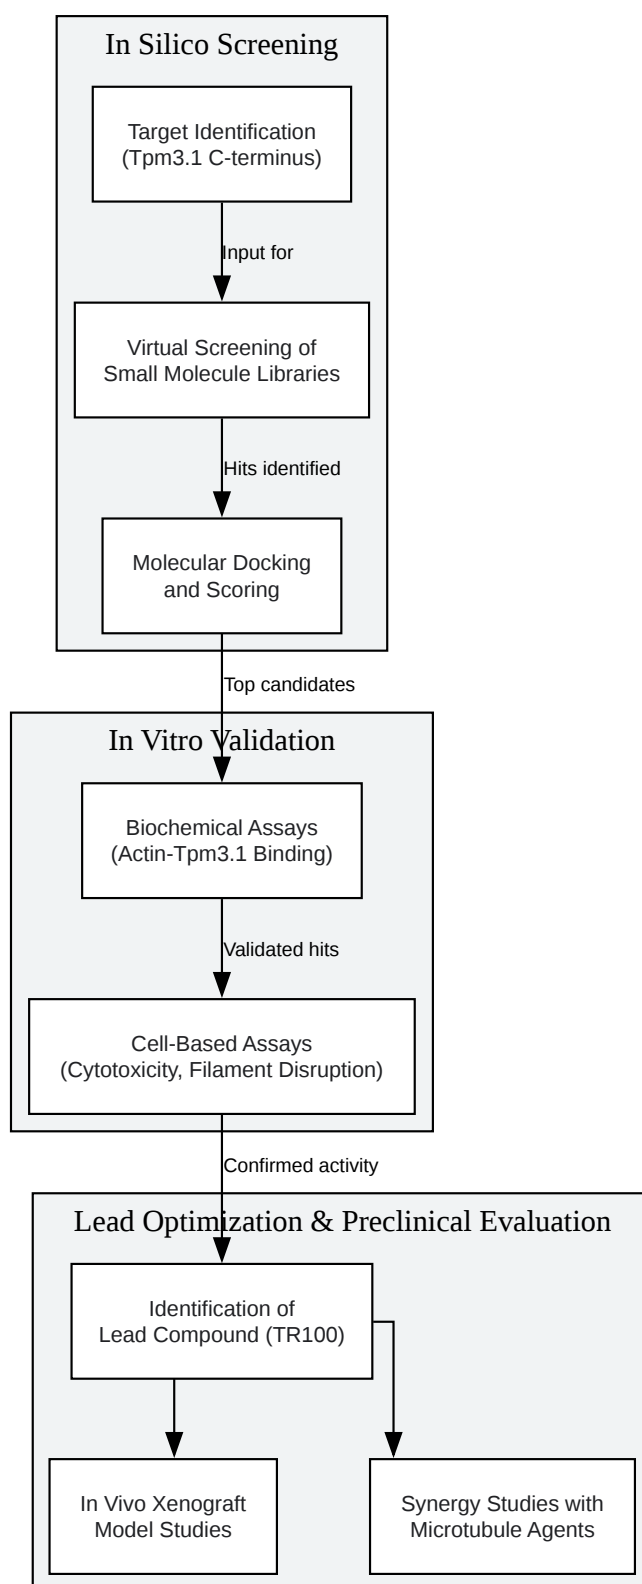 In Silico Screening
Target Identification
(Tpm3.1 C-terminus)
Input for
Virtual Screening of
Small Molecule Libraries
Hits identified
Molecular Docking
and Scoring
Top candidates
In Vitro Validation
Biochemical Assays
(Actin-Tpm3.1 Binding)
Validated hits
Cell-Based Assays
(Cytotoxicity, Filament Disruption)
Confirmed activity
Lead Optimization & Preclinical Evaluation
Identification of
Lead Compound (TR100)
In Vivo Xenograft
Model Studies
Synergy Studies with
Microtubule Agents